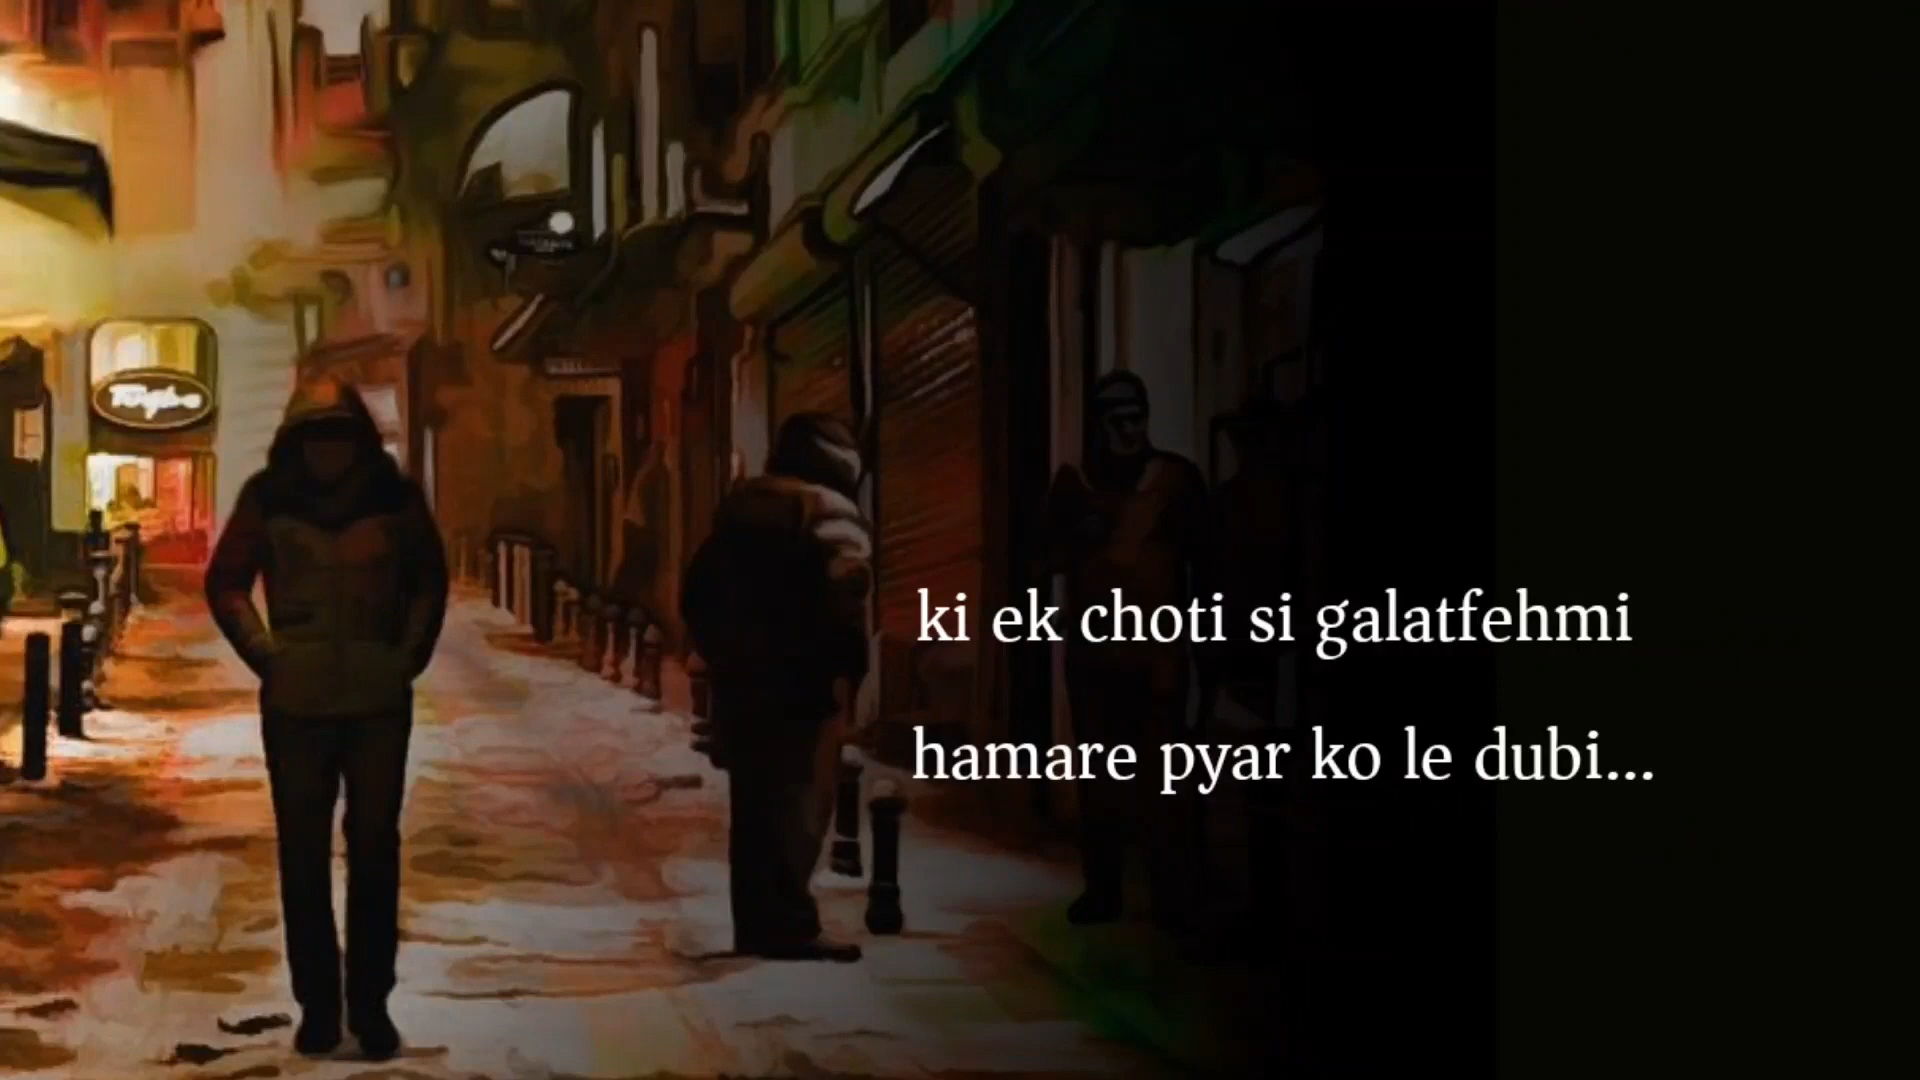 ki ek choti si galatfehmi
hamare pyar ko le dubi...